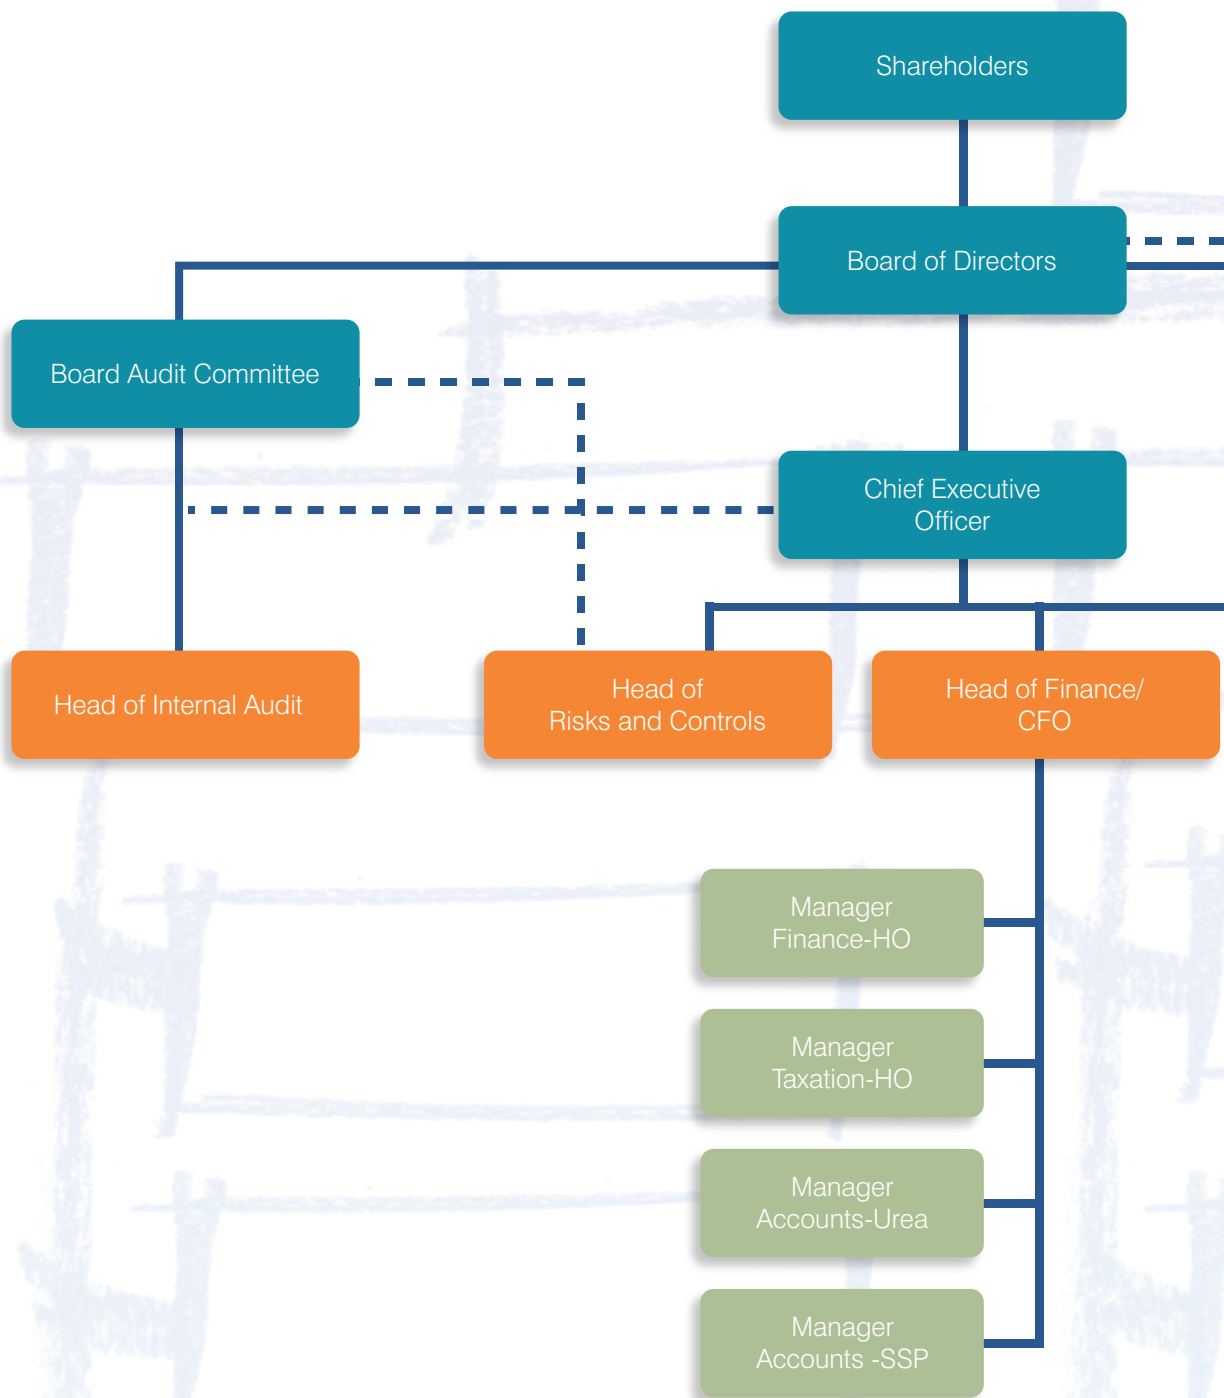 Shareholders
Board of Directors
Board Audit Committee
Chief Executive
Officer
Head of Internal Audit
Head of
Risks and Controls
Head of Finance/
CFO
Manager
Finance-HO
Manager
Taxation-HO
Manager
Accounts-Urea
Manager
Accounts -SSP